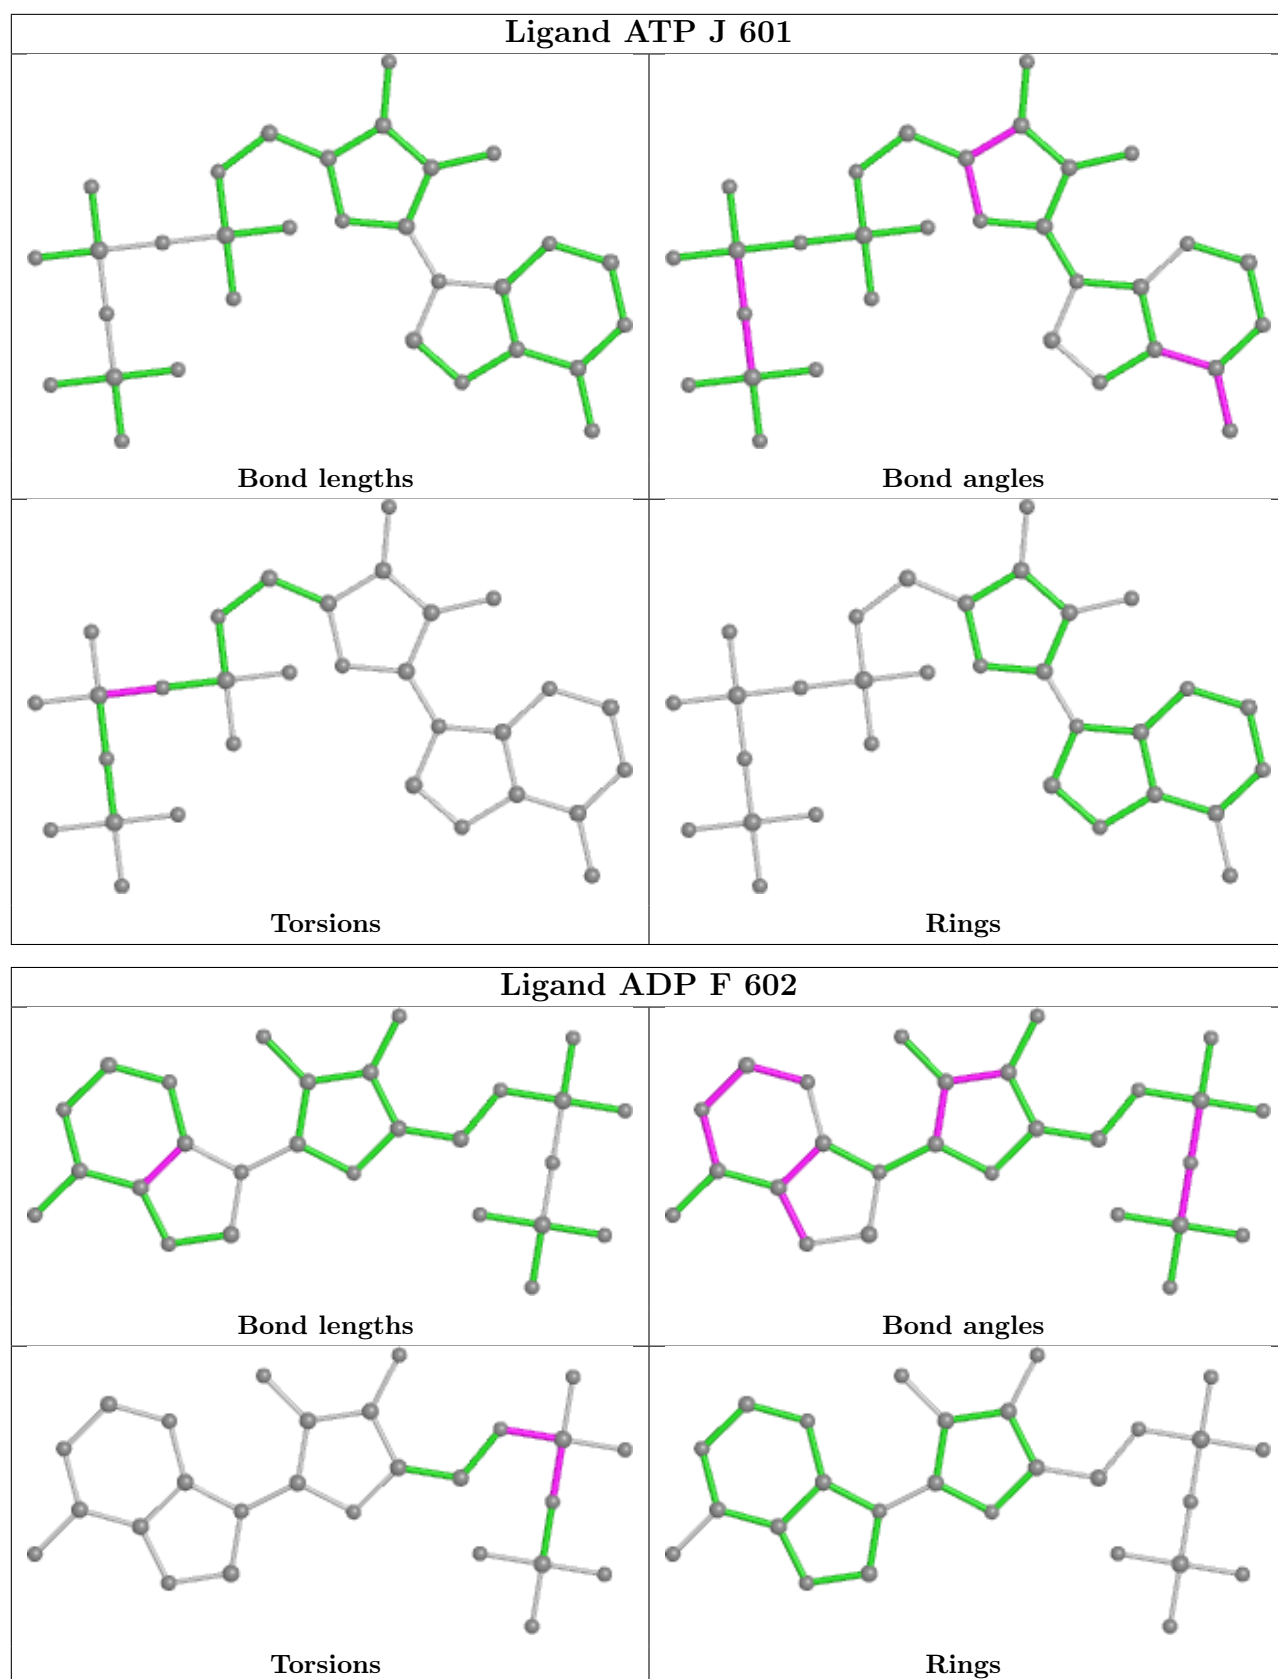 Ligand ATP J 601
Bond lengths
Bond angles
Torsions
Rings
Ligand ADP F 602
Bond lengths
Bond angles
Torsions
Rings